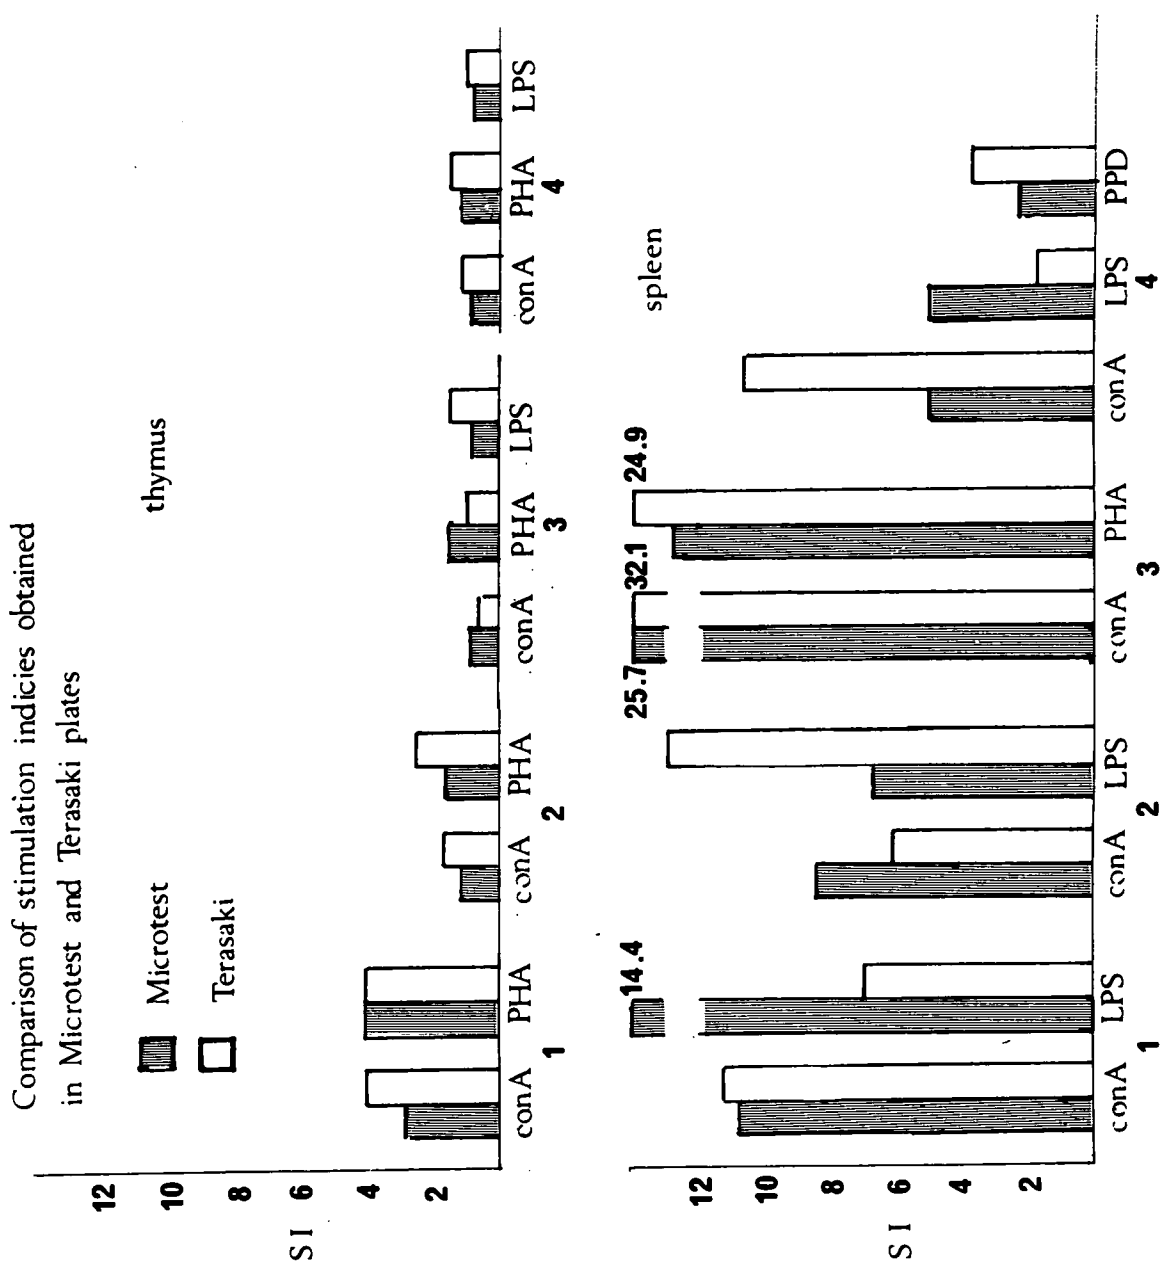 Comparison of stimulation indicies obtained
in Microtest and Terasaki plates
Microtest
Terasaki
thymus
12
10
8
6
4
2
S I
conA PHA conA PHA conA PHA LPS conA PHA LPS
1 2 3 4
spleen
14.4 25.7 32.1 24.9
12
10
8
6
4
2
S I
conA LPS conA LPS conA PHA conA LPS PPD
1 2 3 4